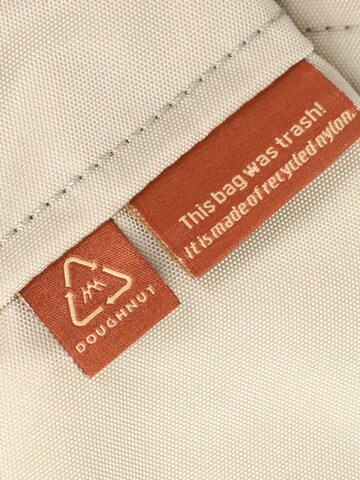 This bag was trash!
It is made of recycled nylon.
DOUGHNUT